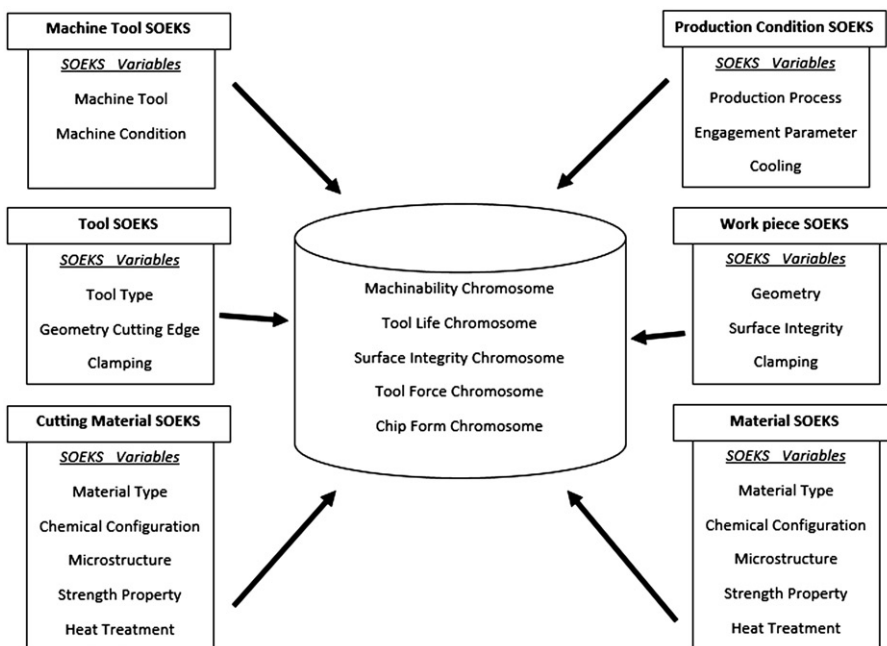 Machine Tool SOEKS
SOEKS Variables
Machine Tool
Machine Condition
Tool SOEKS
SOEKS Variables
Tool Type
Geometry Cutting Edge
Clamping
Cutting Material SOEKS
SOEKS Variables
Material Type
Chemical Configuration
Microstructure
Strength Property
Heat Treatment
Machinability Chromosome
Tool Life Chromosome
Surface Integrity Chromosome
Tool Force Chromosome
Chip Form Chromosome
Production Condition SOEKS
SOEKS Variables
Production Process
Engagement Parameter
Cooling
Work piece SOEKS
SOEKS Variables
Geometry
Surface Integrity
Clamping
Material SOEKS
SOEKS Variables
Material Type
Chemical Configuration
Microstructure
Strength Property
Heat Treatment